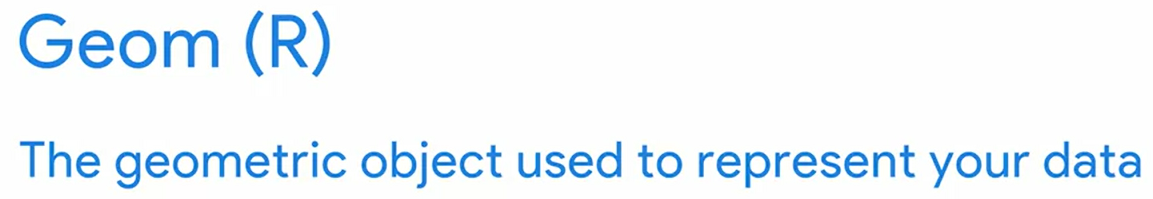 Geom (R)
The geometric object used to represent your data